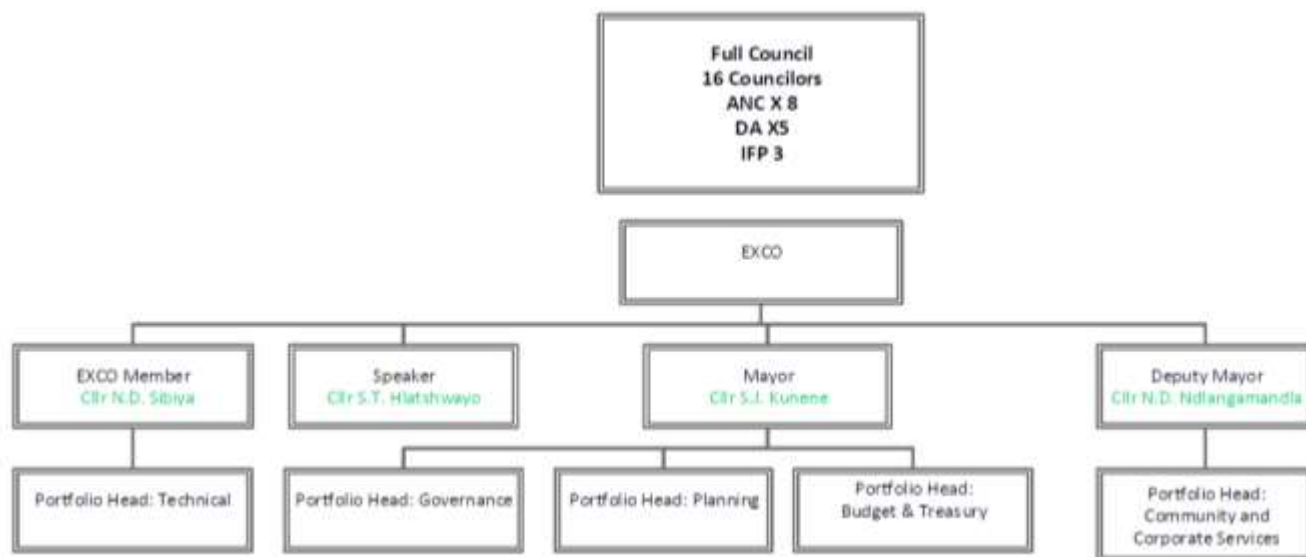 Full Council
16 Councilors
ANC X 8
DA X5
IFP 3
EXCO
EXCO Member
Cllr N.D. Sibiya
Speaker
Cllr S.T. Hlatshwayo
Mayor
Cllr S.J. Kunene
Deputy Mayor
Cllr N.D. Ndlangamandla
Portfolio Head: Technical
Portfolio Head: Governance
Portfolio Head: Planning
Portfolio Head:
Budget & Treasury
Portfolio Head:
Community and
Corporate Services